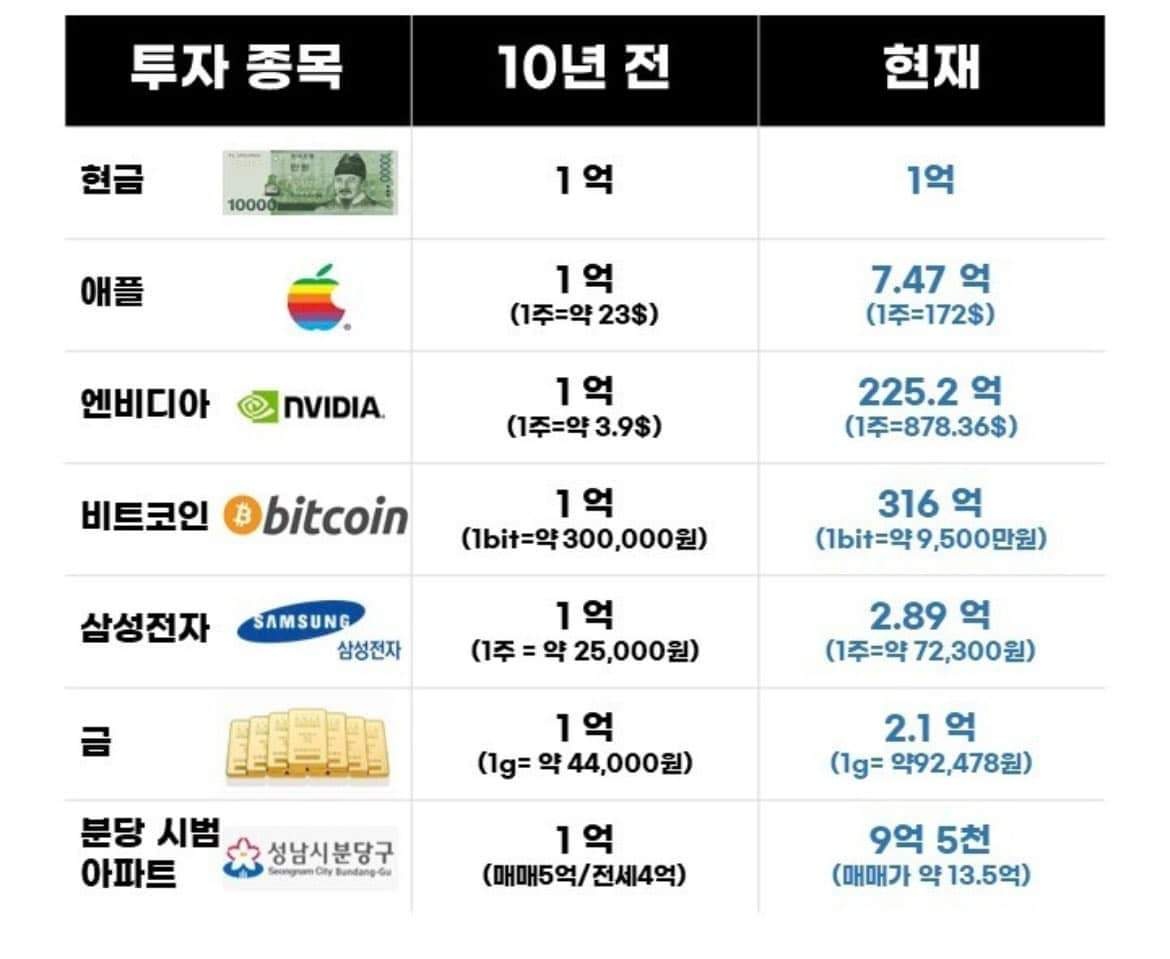 투자 종목 10년 전 현재
현금 10000 1 억 1억
애플 1 억 7.47 억
(1주=약 23$) (1주=172$)
엔비디아 NVIDIA. 1 억 225.2 억
(1주=약 3.9$) (1주=878.36$)
비트코인 bitcoin 1 억 316 억
(1bit=약 300,000원) (1bit=약 9,500만원)
삼성전자 SAMSUNG 삼성전자 1 억 2.89 억
(1주 = 약 25,000원) (1주=약 72,300원)
금 1 억 2.1 억
(1g= 약 44,000원) (1g= 약92,478원)
분당 시범
아파트 성남시분당구 1 억 9억 5천
Seongnam City Bundang-Gu (매매5억/전세4억) (매매가 약 13.5억)